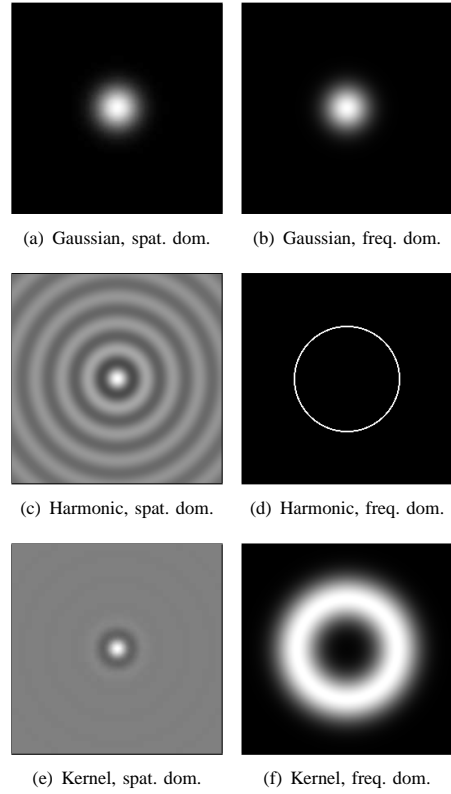 (a) Gaussian, spat. dom.
(b) Gaussian, freq. dom.
(c) Harmonic, spat. dom.
(d) Harmonic, freq. dom.
(e) Kernel, spat. dom.
(f) Kernel, freq. dom.